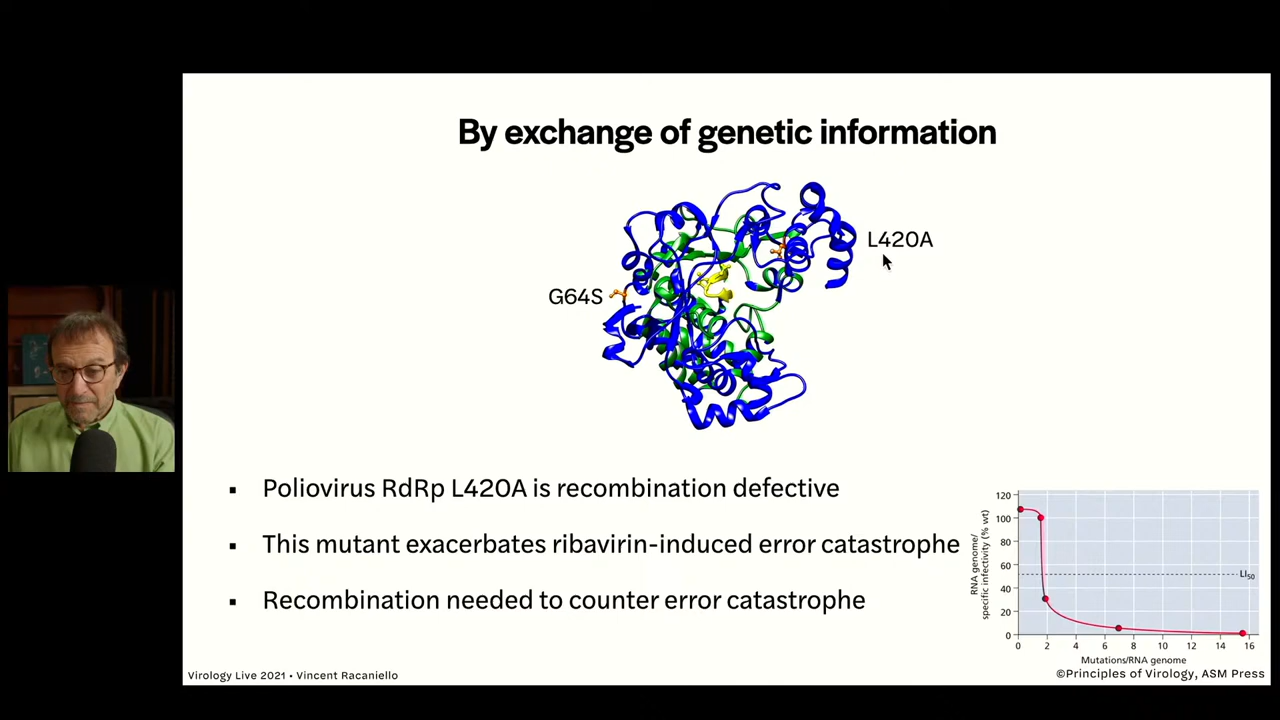 By exchange of genetic information
L420A
G64S
▪ Poliovirus RdRp L420A is recombination defective
▪ This mutant exacerbates ribavirin-induced error catastrophe
▪ Recombination needed to counter error catastrophe
RNA genome/
specific infectivity (% wt)
120
100
80
60
40
20
0
LI50
0 2 4 6 8 10 12 14 16
Mutations/RNA genome
Virology Live 2021 • Vincent Racaniello
©Principles of Virology, ASM Press